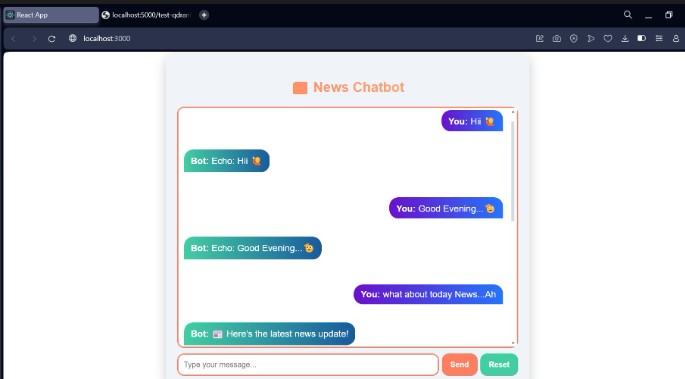 React App
localhost:5000/test-qdran
localhost:3000
News Chatbot
You: Hii 🙋
Bot: Echo: Hii 🙋
You: Good Evening...🫡
Bot: Echo: Good Evening...🫡
You: what about today News...Ah
Bot: 📰 Here's the latest news update!
Type your message...
Send
Reset